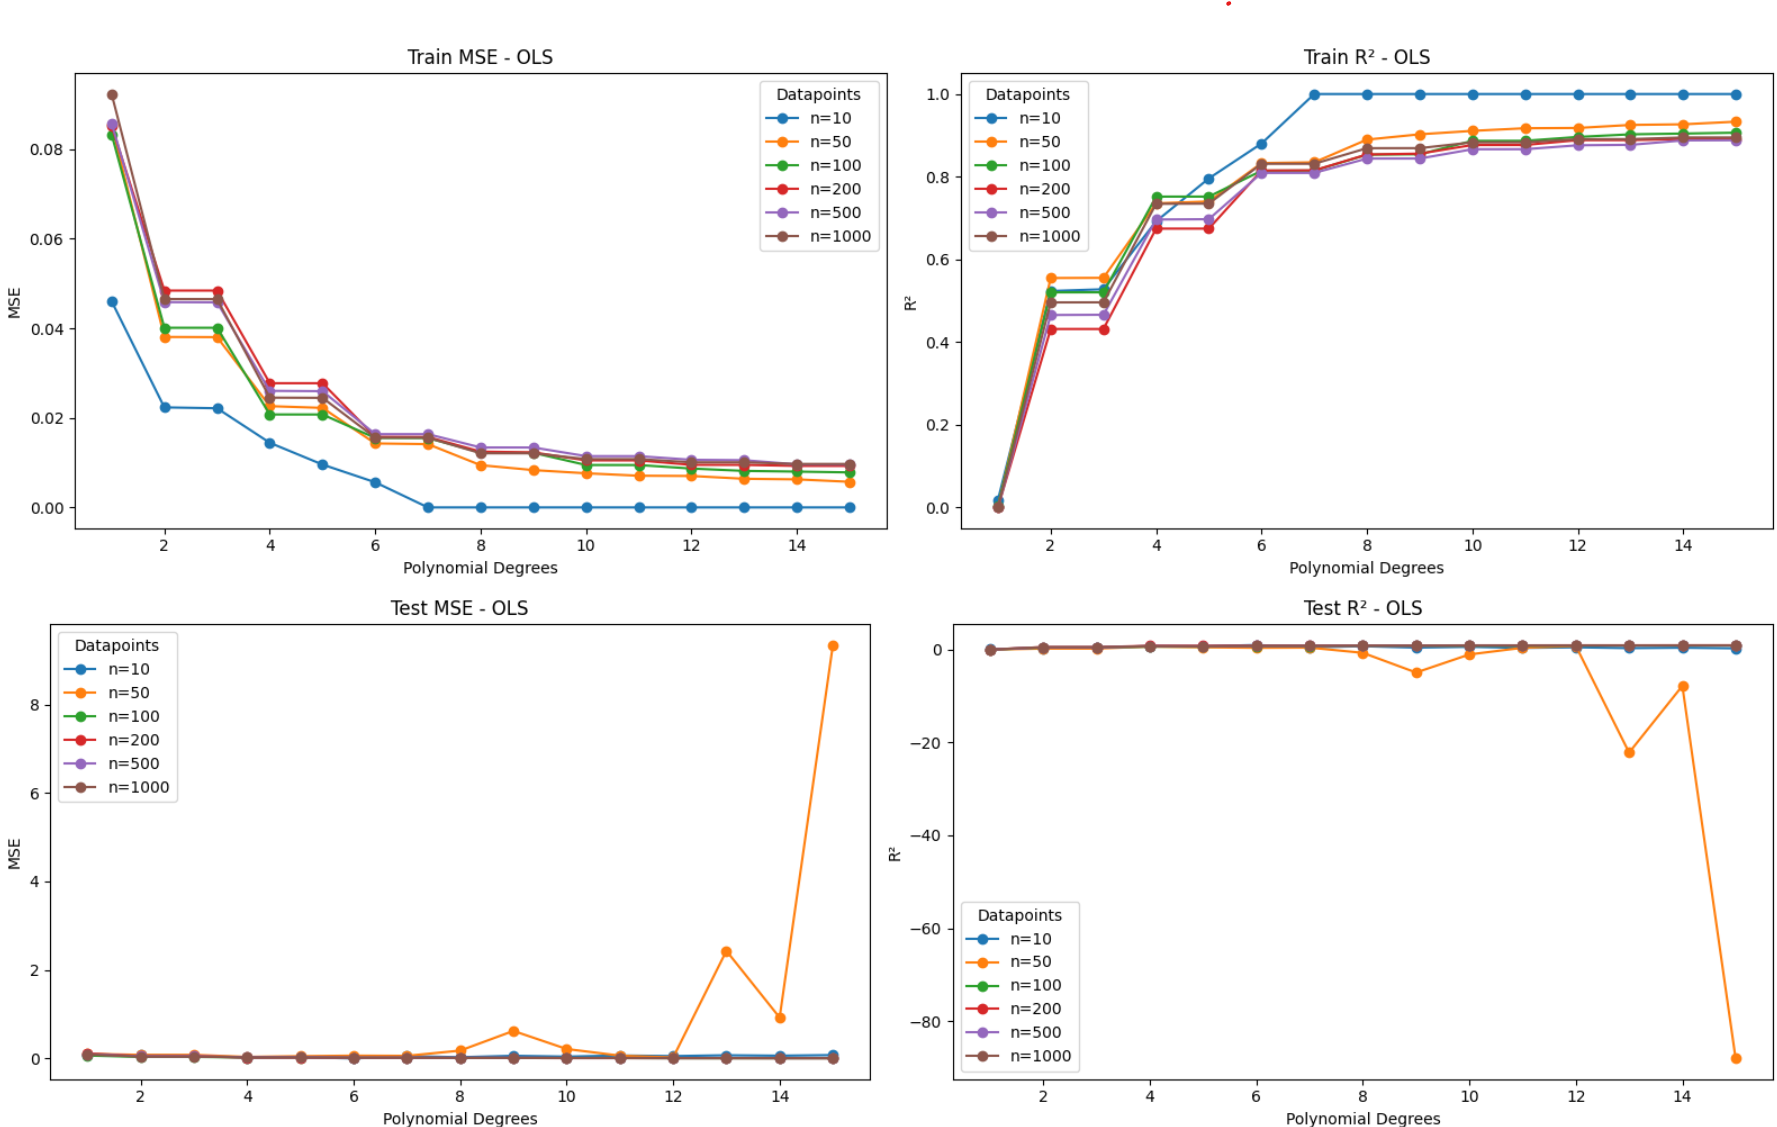 Train MSE - OLS
MSE
0.08
0.06
0.04
0.02
0.00
Datapoints
n=10
n=50
n=100
n=200
n=500
n=1000
2 4 6 8 10 12 14
Polynomial Degrees
Train R² - OLS
R²
1.0
0.8
0.6
0.4
0.2
0.0
Datapoints
n=10
n=50
n=100
n=200
n=500
n=1000
2 4 6 8 10 12 14
Polynomial Degrees
Test MSE - OLS
MSE
8
6
4
2
0
Datapoints
n=10
n=50
n=100
n=200
n=500
n=1000
2 4 6 8 10 12 14
Polynomial Degrees
Test R² - OLS
R²
0
−20
−40
−60
−80
Datapoints
n=10
n=50
n=100
n=200
n=500
n=1000
2 4 6 8 10 12 14
Polynomial Degrees